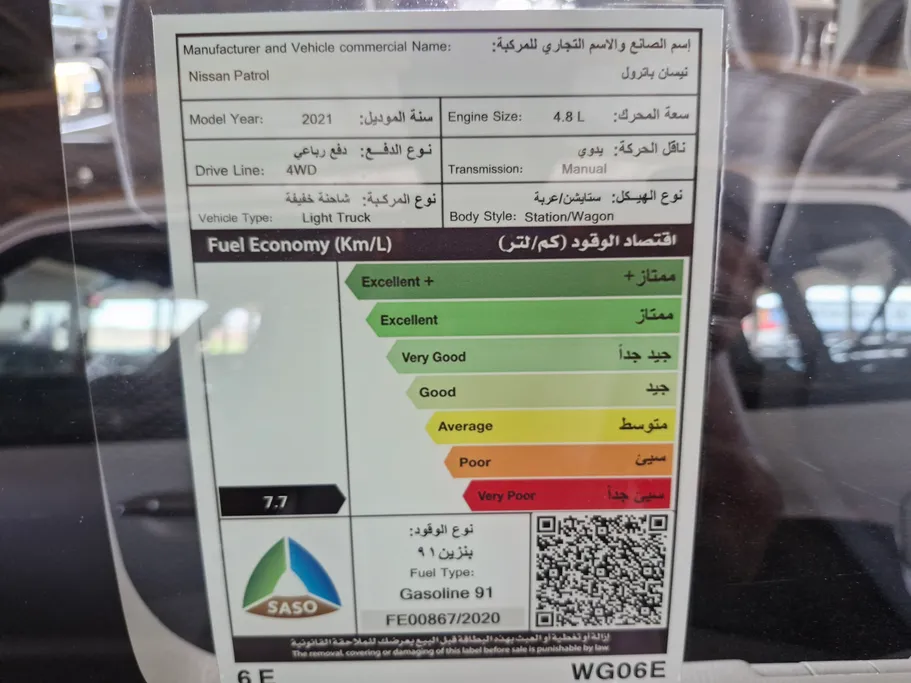 Manufacturer and Vehicle commercial Name: إسم الصانع والاسم التجاري للمركبة:
Nissan Patrol نيسان باترول
Model Year: 2021 سنة الموديل:
Engine Size: 4.8 L سعة المحرك:
نوع الدفع: دفع رباعي
Drive Line: 4WD
ناقل الحركة: يدوي
Transmission: Manual
نوع المركبة: شاحنة خفيفة
Vehicle Type: Light Truck
نوع الهيكل: ستايشن/عربة
Body Style: Station/Wagon
Fuel Economy (Km/L) اقتصاد الوقود (كم/لتر)
Excellent + ممتاز +
Excellent ممتاز
Very Good جيد جداً
Good جيد
Average متوسط
Poor سيئ
Very Poor سيئ جداً
7.7
SASO
نوع الوقود:
بنزين ٩١
Fuel Type:
Gasoline 91
FE00867/2020
إزالة أو تغطية أو العبث بهذه البطاقة قبل البيع يعرضك للملاحقة القانونية
The removal, covering or damaging of this label before sale is punishable by law
6 E WG06E